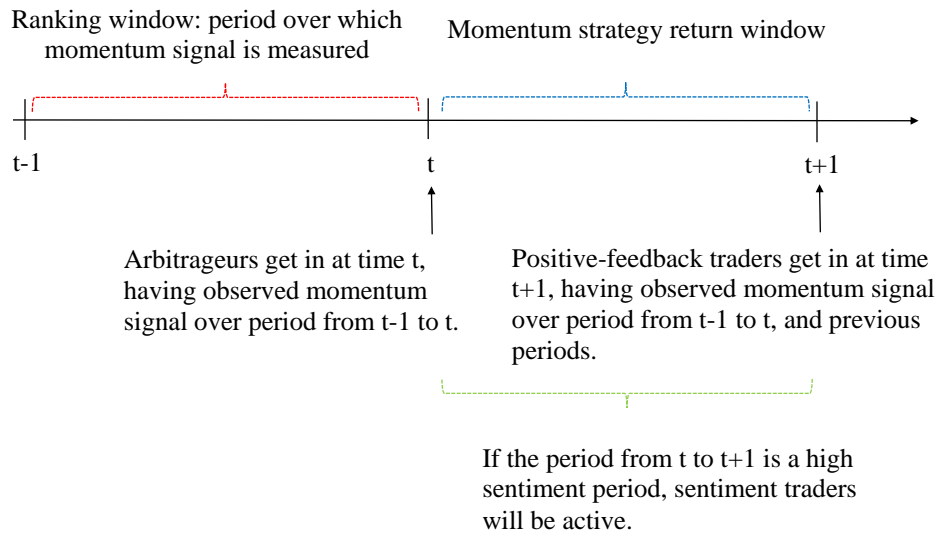 Ranking window: period over which
momentum signal is measured
Momentum strategy return window
t-1
t
t+1
Arbitrageurs get in at time t,
having observed momentum
signal over period from t-1 to t.
Positive-feedback traders get in at time
t+1, having observed momentum signal
over period from t-1 to t, and previous
periods.
If the period from t to t+1 is a high
sentiment period, sentiment traders
will be active.